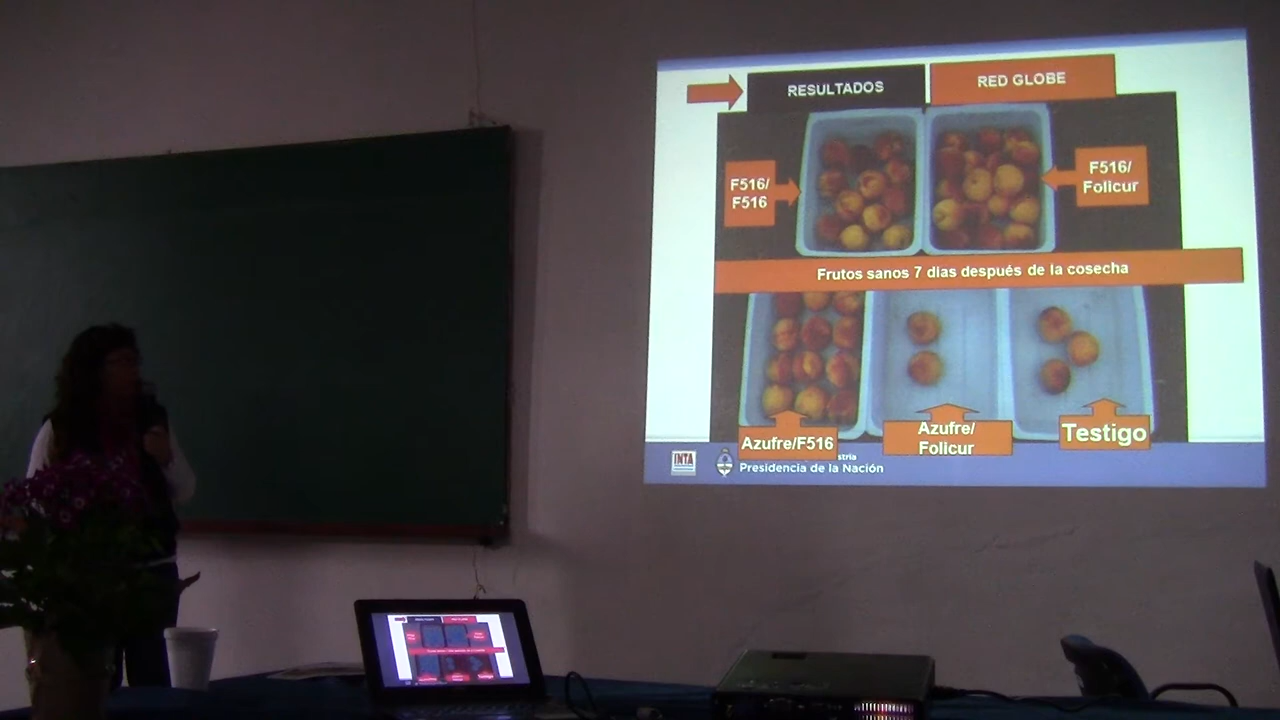 RESULTADOS
RED GLOBE
F516/
F516
F516/
Folicur
Frutos sanos 7 días después de la cosecha
Azufre/F516
Azufre/
Folicur
Testigo
INTA
stria
Presidencia de la Nación